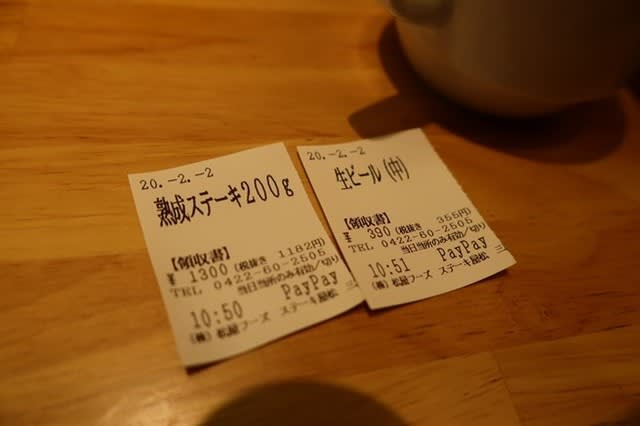 20.-2.-2
熟成ステーキ200g
【領収書】
¥ 1300 (税抜き 1182円)
TEL 0422-60-2505
当日当所のみ有効/切り
10:50 PayPay
(株) 松屋フーズ ステーキ屋松 三
20.-2.-2
生ビール (中)
【領収書】
¥ 390 (税抜き 355円)
TEL 0422-60-2505
当日当所のみ有効/切り
10:51 PayPay
(株) 松屋フーズ ステーキ屋松 三